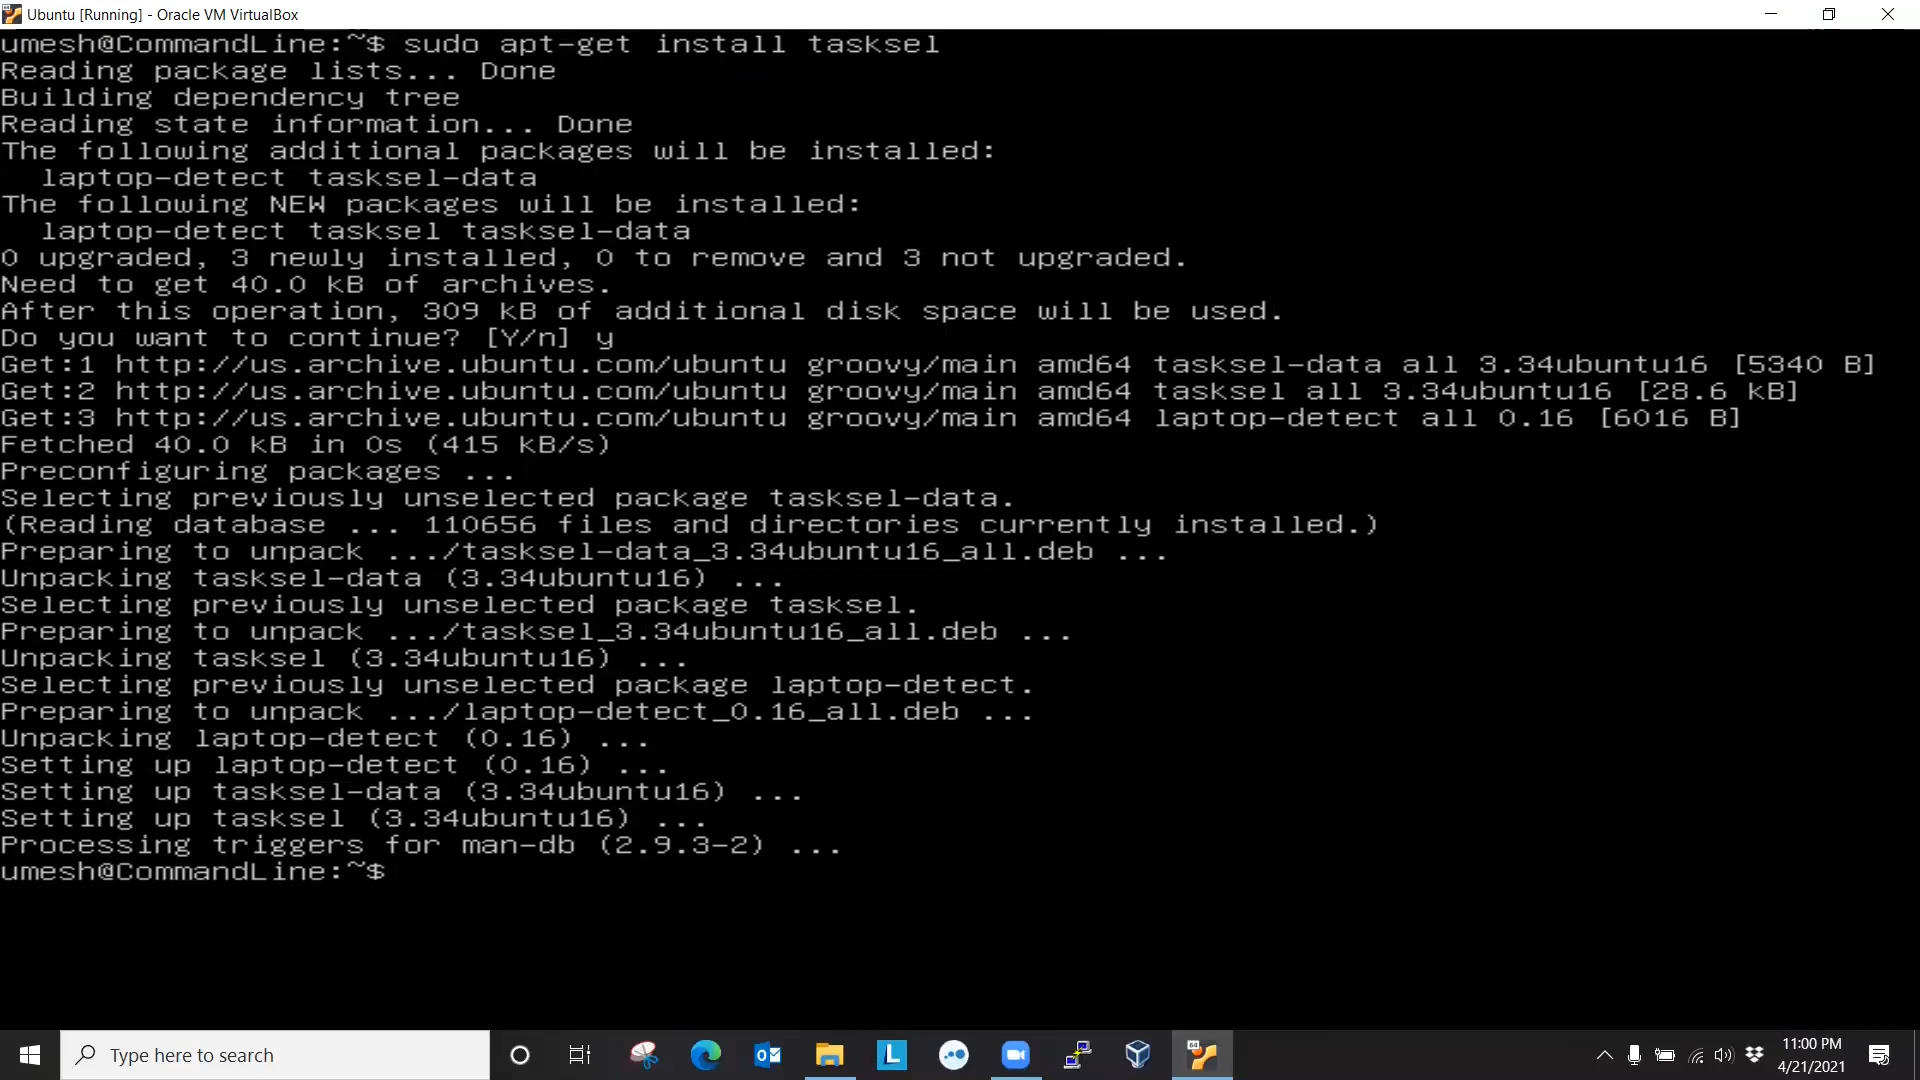 Ubuntu [Running] - Oracle VM VirtualBox
umesh@CommandLine:~$ sudo apt-get install tasksel
Reading package lists... Done
Building dependency tree
Reading state information... Done
The following additional packages will be installed:
  laptop-detect tasksel-data
The following NEW packages will be installed:
  laptop-detect tasksel tasksel-data
0 upgraded, 3 newly installed, 0 to remove and 3 not upgraded.
Need to get 40.0 kB of archives.
After this operation, 309 kB of additional disk space will be used.
Do you want to continue? [Y/n] y
Get:1 http://us.archive.ubuntu.com/ubuntu groovy/main amd64 tasksel-data all 3.34ubuntu16 [5340 B]
Get:2 http://us.archive.ubuntu.com/ubuntu groovy/main amd64 tasksel all 3.34ubuntu16 [28.6 kB]
Get:3 http://us.archive.ubuntu.com/ubuntu groovy/main amd64 laptop-detect all 0.16 [6016 B]
Fetched 40.0 kB in 0s (415 kB/s)
Preconfiguring packages ...
Selecting previously unselected package tasksel-data.
(Reading database ... 110656 files and directories currently installed.)
Preparing to unpack .../tasksel-data_3.34ubuntu16_all.deb ...
Unpacking tasksel-data (3.34ubuntu16) ...
Selecting previously unselected package tasksel.
Preparing to unpack .../tasksel_3.34ubuntu16_all.deb ...
Unpacking tasksel (3.34ubuntu16) ...
Selecting previously unselected package laptop-detect.
Preparing to unpack .../laptop-detect_0.16_all.deb ...
Unpacking laptop-detect (0.16) ...
Setting up laptop-detect (0.16) ...
Setting up tasksel-data (3.34ubuntu16) ...
Setting up tasksel (3.34ubuntu16) ...
Processing triggers for man-db (2.9.3-2) ...
umesh@CommandLine:~$
Type here to search
11:00 PM
4/21/2021